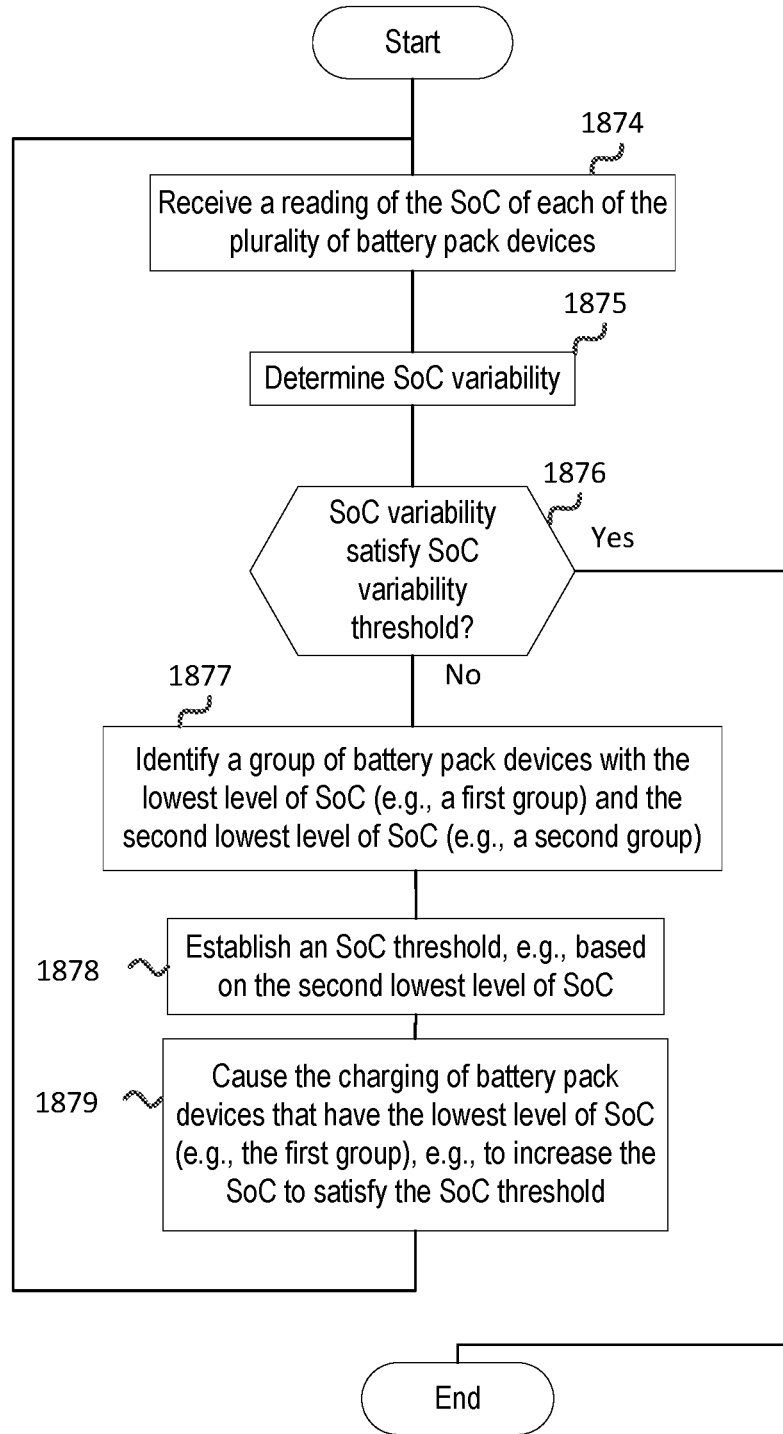 Start
1874
Receive a reading of the SoC of each of the
plurality of battery pack devices
1875
Determine SoC variability
1876
SoC variability
satisfy SoC
variability
threshold?
Yes
No
1877
Identify a group of battery pack devices with the
lowest level of SoC (e.g., a first group) and the
second lowest level of SoC (e.g., a second group)
1878
Establish an SoC threshold, e.g., based
on the second lowest level of SoC
1879
Cause the charging of battery pack
devices that have the lowest level of SoC
(e.g., the first group), e.g., to increase the
SoC to satisfy the SoC threshold
End